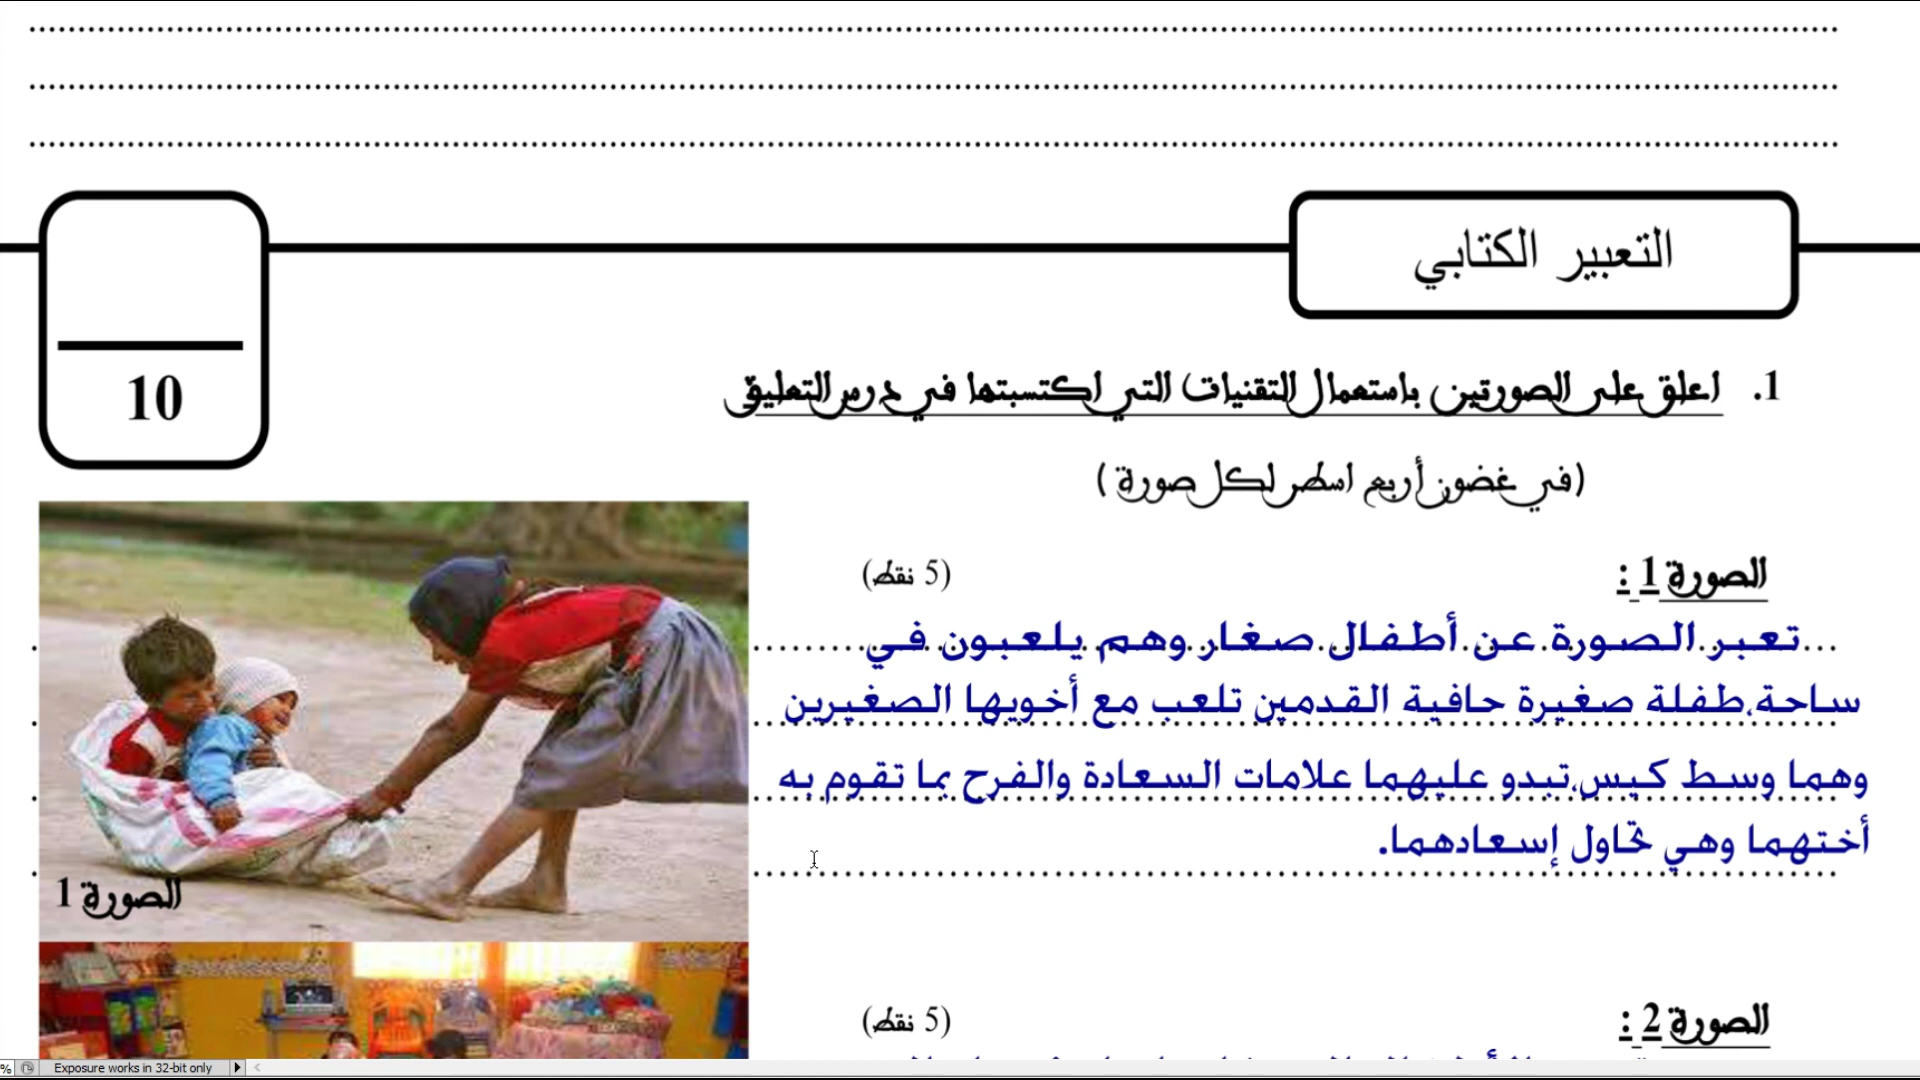 التعبير الكتابي
10
1. اعلق على الصورتين باستعمال التقنيات التي اكتسبتها في درس التعليق
(في غضون أربع اسطر لكل صورة)
الصورة 1 : (5 نقط)
تعبر الصورة عن أطفال صغار وهم يلعبون في
ساحة،طفلة صغيرة حافية القدمين تلعب مع أخويها الصغيرين
وهما وسط كيس،تبدو عليهما علامات السعادة والفرح بما تقوم به
أختهما وهي تحاول إسعادهما.
الصورة 1
الصورة 2 : (5 نقط)
% Exposure works in 32-bit only